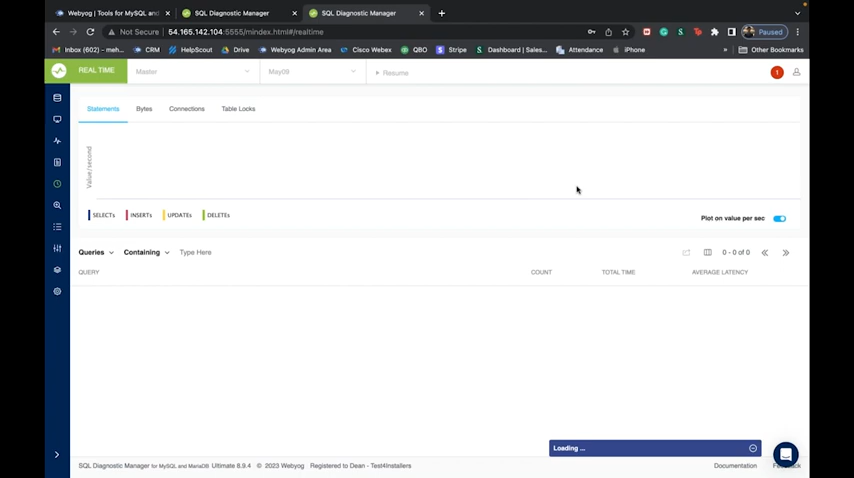 Webyog | Tools for MySQL and
SQL Diagnostic Manager
SQL Diagnostic Manager
Not Secure | 54.165.142.104:5555/mindex.html#/realtime
Paused
Inbox (602) – meh...
CRM
HelpScout
Drive
Webyog Admin Area
Cisco Webex
QBO
Stripe
Dashboard | Sales...
Attendance
iPhone
»
Other Bookmarks
REAL TIME
Master
May09
Resume
1
Statements
Bytes
Connections
Table Locks
Value/second
SELECTs
INSERTs
UPDATEs
DELETEs
Plot on value per sec
Queries
Containing
Type Here
0 - 0 of 0
QUERY
COUNT
TOTAL TIME
AVERAGE LATENCY
Loading ...
SQL Diagnostic Manager for MySQL and MariaDB Ultimate 8.9.4 © 2023 Webyog Registered to Dean - Test4Installers
Documentation